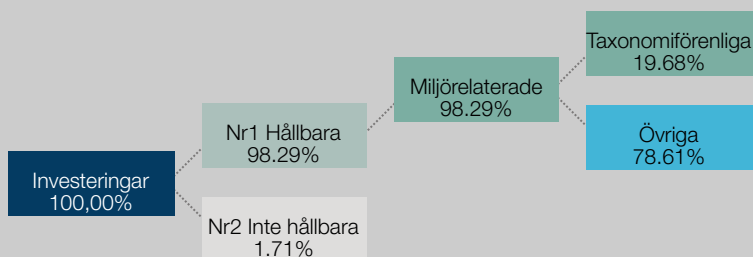 Investeringar
100,00%
Nr1 Hållbara
98.29%
Nr2 Inte hållbara
1.71%
Miljörelaterade
98.29%
Taxonomiförenliga
19.68%
Övriga
78.61%